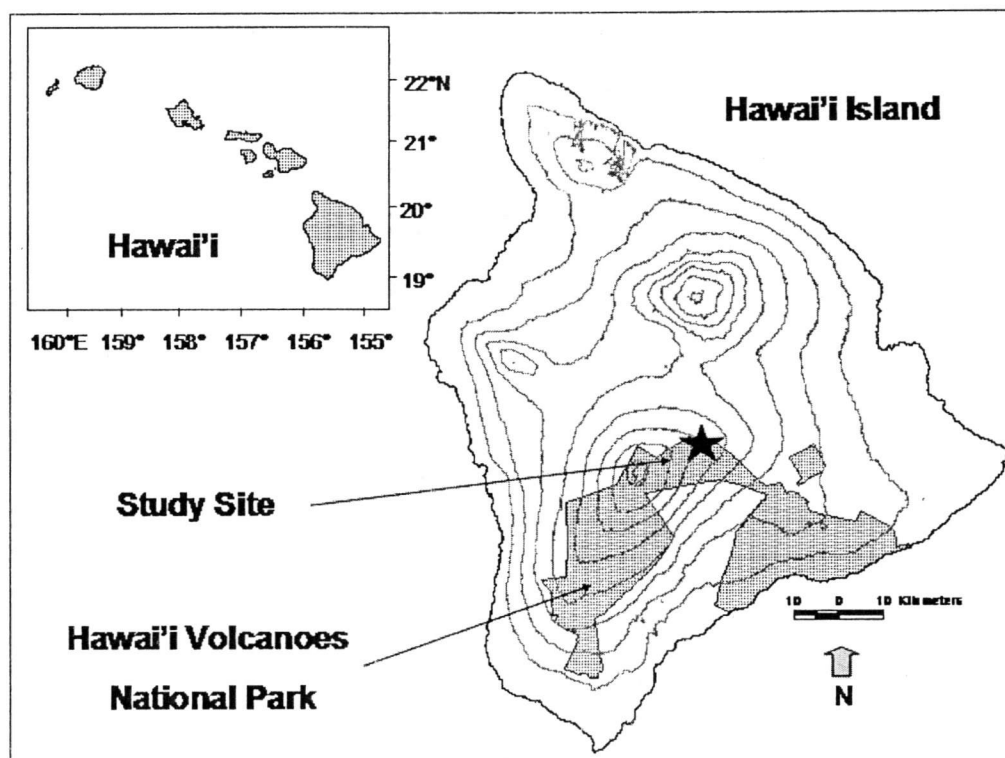 22°N
21°
20°
19°
Hawai'i
160°E 159° 158° 157° 156° 155°
Hawai'i Island
Study Site
Hawai'i Volcanoes
National Park
10 0 10 Kilometers
N